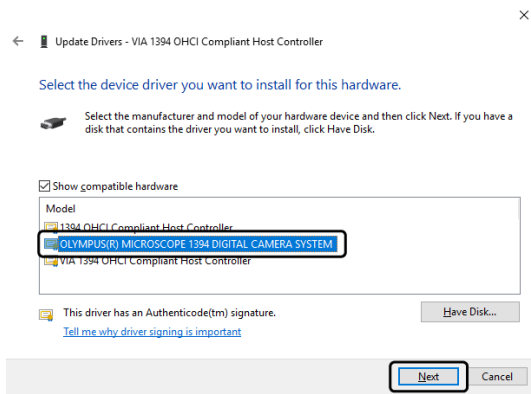 Update Drivers - VIA 1394 OHCI Compliant Host Controller
Select the device driver you want to install for this hardware.
Select the manufacturer and model of your hardware device and then click Next. If you have a
disk that contains the driver you want to install, click Have Disk.
Show compatible hardware
Model
1394 OHCI Compliant Host Controller
OLYMPUS(R) MICROSCOPE 1394 DIGITAL CAMERA SYSTEM
VIA 1394 OHCI Compliant Host Controller
This driver has an Authenticode(tm) signature.
Have Disk...
Tell me why driver signing is important
Next
Cancel